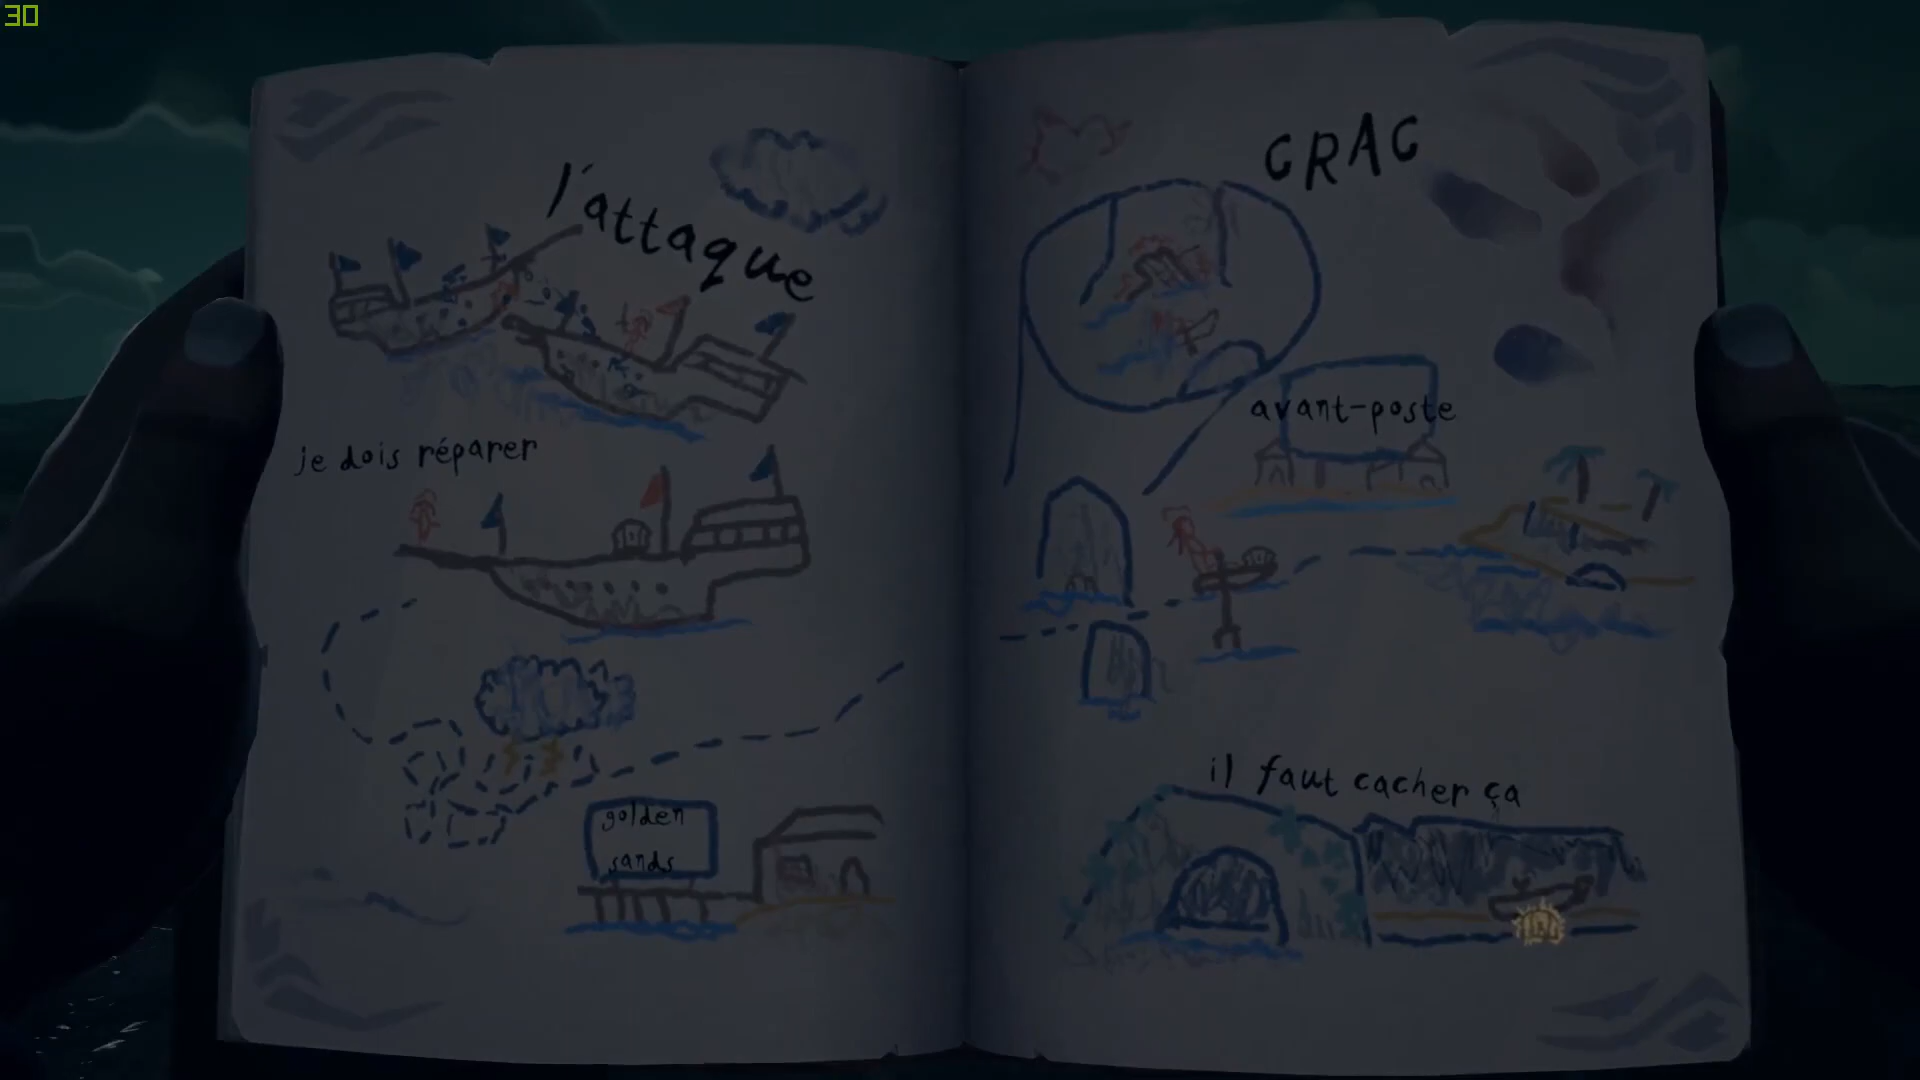 30
l'attaque
je dois réparer
golden
sands
CRAC
avant-poste
il faut cacher ça